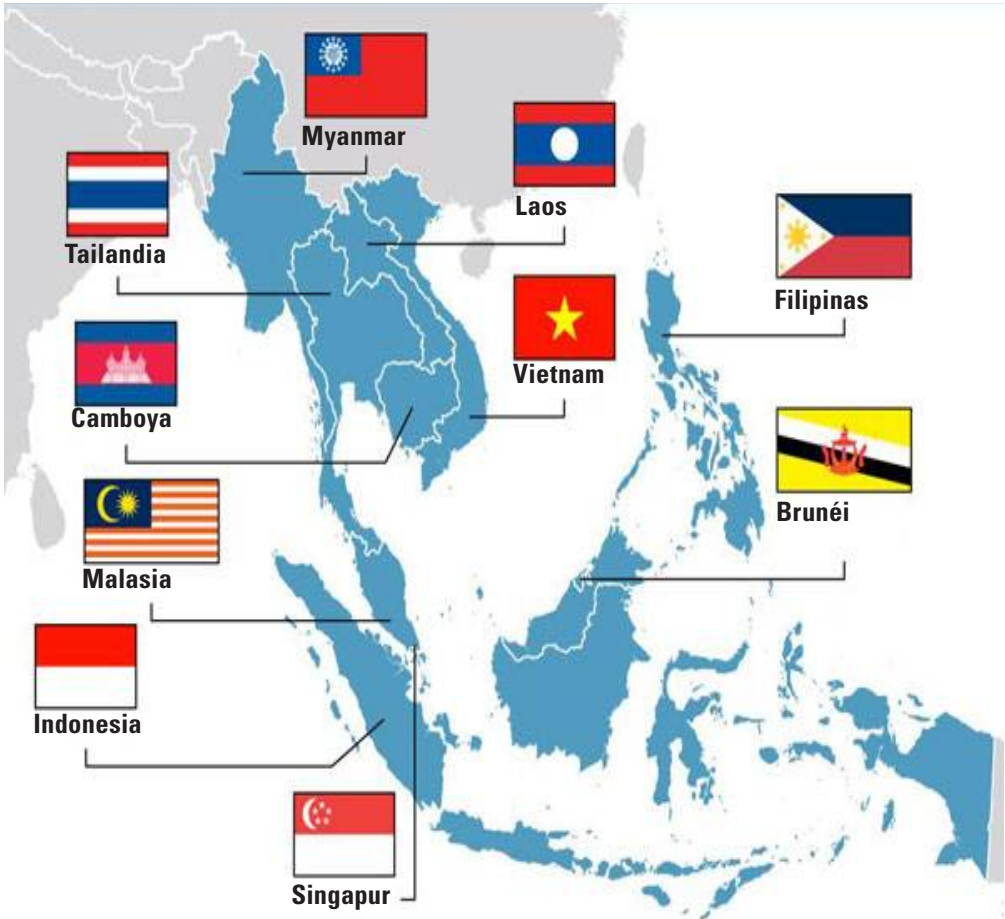 Myanmar
Laos
Tailandia
Filipinas
Vietnam
Camboya
Brunéi
Malasia
Indonesia
Singapur